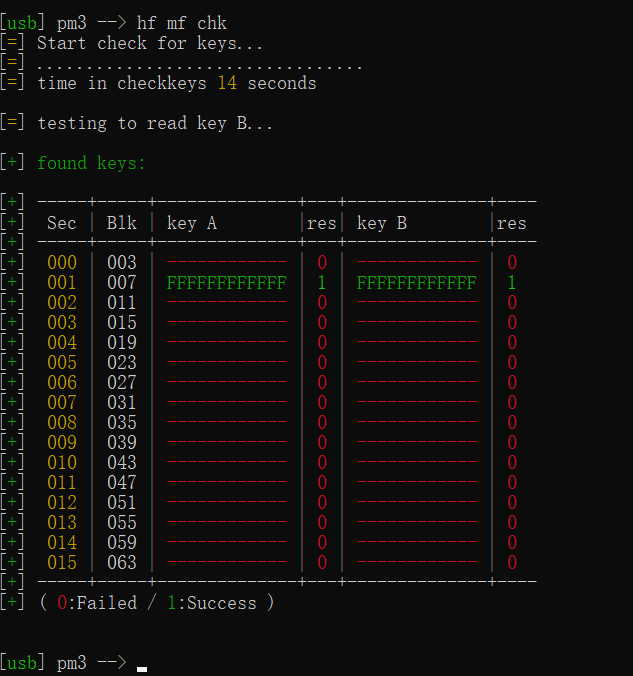 [usb] pm3 --> hf mf chk
[=] Start check for keys...
[=] .................................
[=] time in checkkeys 14 seconds
[=] testing to read key B...
[+] found keys:
[+] -----+-----+--------------+---+--------------+----
[+]  Sec | Blk | key A        |res| key B        |res
[+] -----+-----+--------------+---+--------------+----
[+]  000 | 003 | ------------ | 0 | ------------ | 0
[+]  001 | 007 | FFFFFFFFFFFF | 1 | FFFFFFFFFFFF | 1
[+]  002 | 011 | ------------ | 0 | ------------ | 0
[+]  003 | 015 | ------------ | 0 | ------------ | 0
[+]  004 | 019 | ------------ | 0 | ------------ | 0
[+]  005 | 023 | ------------ | 0 | ------------ | 0
[+]  006 | 027 | ------------ | 0 | ------------ | 0
[+]  007 | 031 | ------------ | 0 | ------------ | 0
[+]  008 | 035 | ------------ | 0 | ------------ | 0
[+]  009 | 039 | ------------ | 0 | ------------ | 0
[+]  010 | 043 | ------------ | 0 | ------------ | 0
[+]  011 | 047 | ------------ | 0 | ------------ | 0
[+]  012 | 051 | ------------ | 0 | ------------ | 0
[+]  013 | 055 | ------------ | 0 | ------------ | 0
[+]  014 | 059 | ------------ | 0 | ------------ | 0
[+]  015 | 063 | ------------ | 0 | ------------ | 0
[+] -----+-----+--------------+---+--------------+----
[+] ( 0:Failed / 1:Success )
[usb] pm3 -->